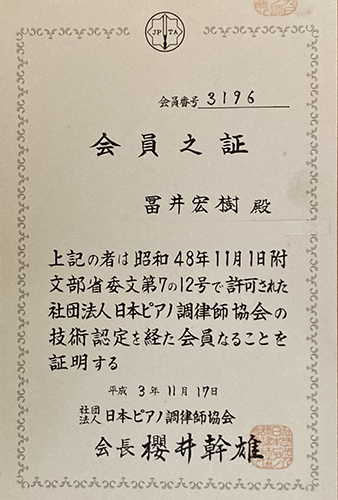 JPTA
会員番号 3196
会員之証
冨井宏樹 殿
上記の者は昭和48年11月1日附
文部省委文第7の12号で許可された
社団法人日本ピアノ調律師協会の
技術認定を経た会員なることを
証明する
平成 3年 11月 17日
社団法人 日本ピアノ調律師協会
会長 櫻井幹雄